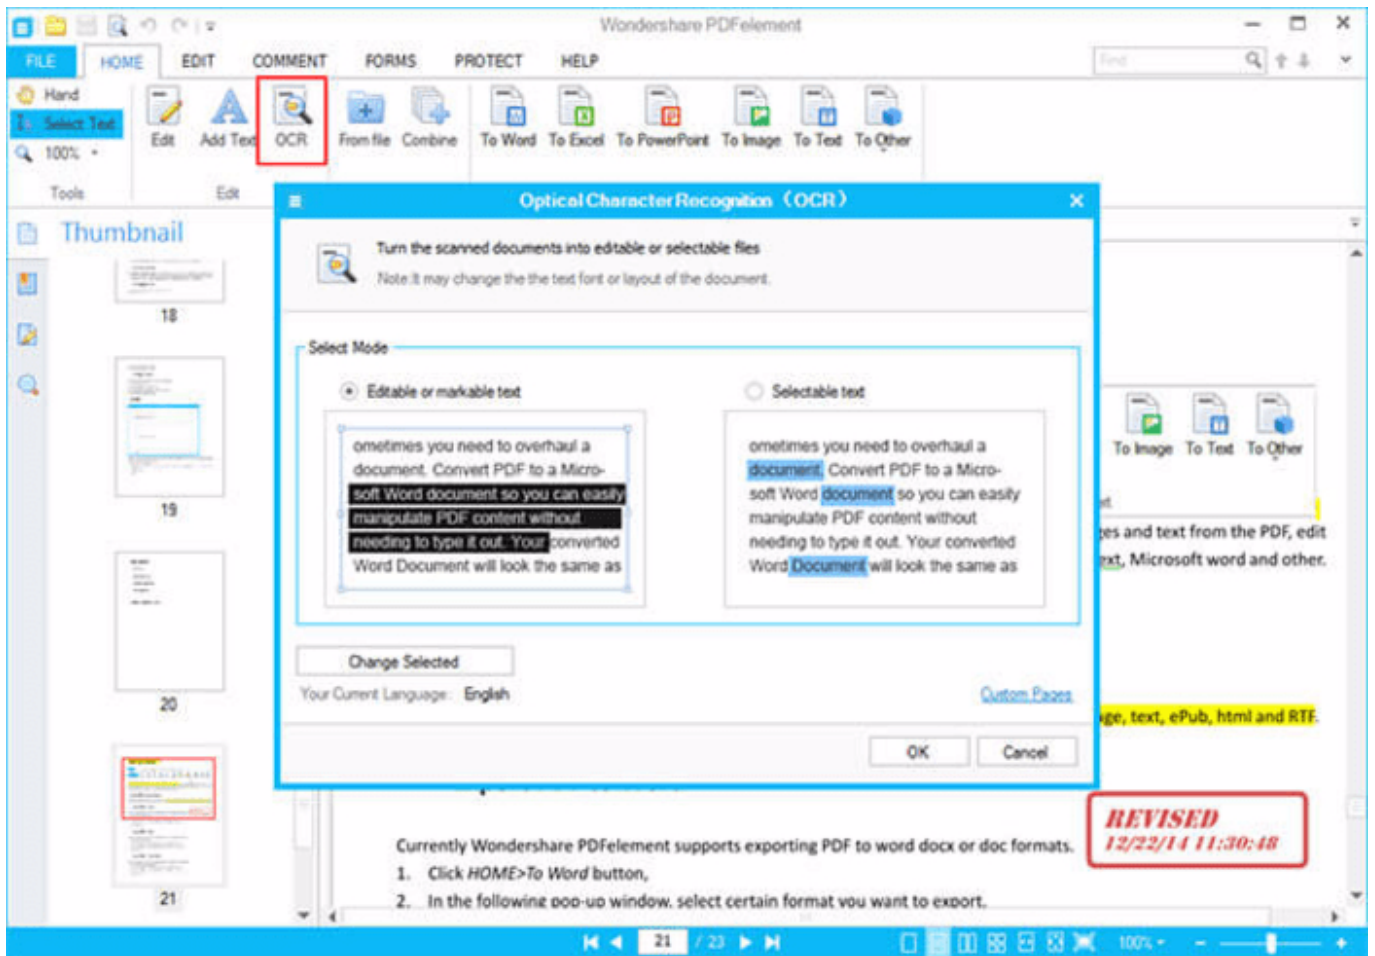 Wondershare PDFelement
FILE HOME EDIT COMMENT FORMS PROTECT HELP Find
Hand
Select Text
100%
Edit Add Text OCR From file Combine To Word To Excel To PowerPoint To Image To Text To Other
Tools Edit
Optical Character Recognition (OCR)
Thumbnail
Turn the scanned documents into editable or selectable files
Note:It may change the the text font or layout of the document.
18
19
20
21
Select Mode
Editable or markable text
ometimes you need to overhaul a
document. Convert PDF to a Micro-
soft Word document so you can easily
manipulate PDF content without
needing to type it out. Your converted
Word Document will look the same as
Selectable text
ometimes you need to overhaul a
document. Convert PDF to a Micro-
soft Word document so you can easily
manipulate PDF content without
needing to type it out. Your converted
Word Document will look the same as
Change Selected
Your Current Language: English
Custom Pages
OK Cancel
To Image To Text To Other
ges and text from the PDF, edit
ext, Microsoft word and other.
age, text, ePub, html and RTF.
REVISED
12/22/14 11:30:48
Currently Wondershare PDFelement supports exporting PDF to word docx or doc formats.
1. Click HOME>To Word button,
2. In the following pop-up window, select certain format you want to export.
21 / 23 100%